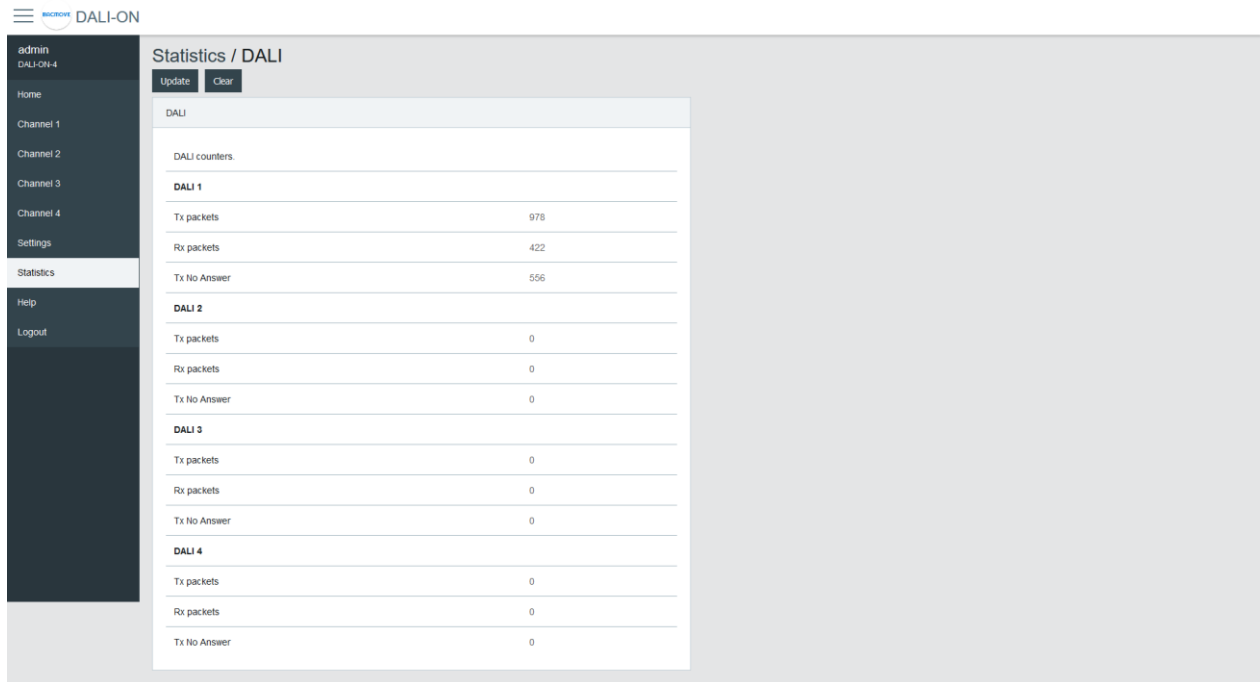 DALI-ON
admin
DALI-ON-4
Home
Channel 1
Channel 2
Channel 3
Channel 4
Settings
Statistics
Help
Logout
Statistics / DALI
Update Clear
DALI
DALI counters.
DALI 1
Tx packets 978
Rx packets 422
Tx No Answer 556
DALI 2
Tx packets 0
Rx packets 0
Tx No Answer 0
DALI 3
Tx packets 0
Rx packets 0
Tx No Answer 0
DALI 4
Tx packets 0
Rx packets 0
Tx No Answer 0